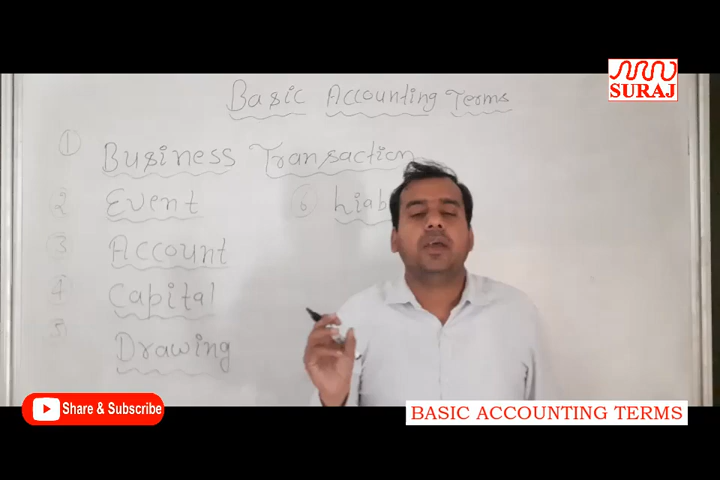 SURAJ
Basic Accounting Terms
① Business Transaction
② Event
⑥ Liab
③ Account
④ Capital
5 Drawing
Share & Subscribe
BASIC ACCOUNTING TERMS